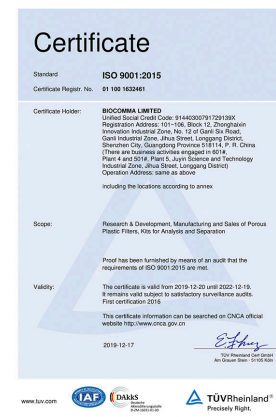 Certificate
Standard ISO 9001:2015
Certificate Registr. No. 01 100 1632461
Certificate Holder: BIOCOMMA LIMITED
Unified Social Credit Code: 91440300791729139X
Registration Address: 101~106, Block 12, Zhonghaixin
Innovation Industrial Zone, No. 12 of Ganli Six Road,
Ganli Industrial Zone, Jihua Street, Longgang District,
Shenzhen City, Guangdong Province 518114, P. R. China
(There are business activities engaged in 601#,
Plant 4 and 501#, Plant 5, Juyin Science and Technology
Industrial Zone, Jihua Street, Longgang District)
Operation Address: same as above
including the locations according to annex
Scope: Research & Development, Manufacturing and Sales of Porous
Plastic Filters, Kits for Analysis and Separation
Proof has been furnished by means of an audit that the
requirements of ISO 9001:2015 are met.
Validity: The certificate is valid from 2019-12-20 until 2022-12-19.
It remains valid subject to satisfactory surveillance audits.
First certification 2016
This certificate information can be searched on CNCA official
website http://www.cnca.gov.cn
2019-12-17
TÜV Rheinland Cert GmbH
Am Grauen Stein · 51105 Köln
www.tuv.com
IAF
DAkkS
Deutsche
Akkreditierungsstelle
TÜVRheinland®
Precisely Right.